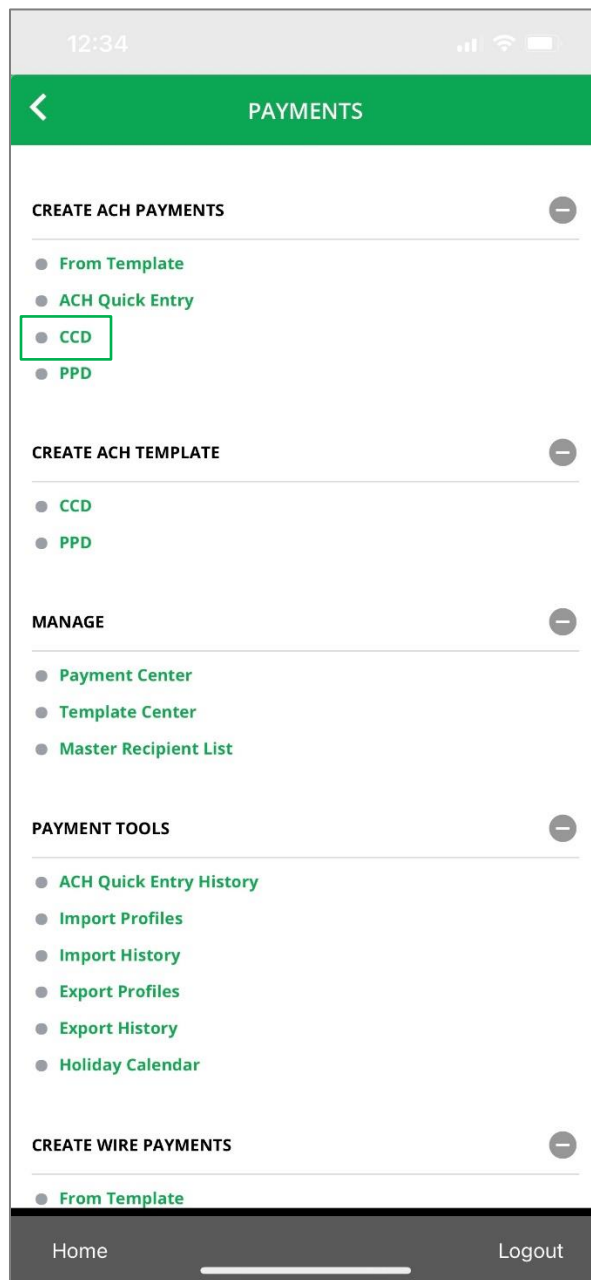 12:34
PAYMENTS
CREATE ACH PAYMENTS
From Template
ACH Quick Entry
CCD
PPD
CREATE ACH TEMPLATE
CCD
PPD
MANAGE
Payment Center
Template Center
Master Recipient List
PAYMENT TOOLS
ACH Quick Entry History
Import Profiles
Import History
Export Profiles
Export History
Holiday Calendar
CREATE WIRE PAYMENTS
From Template
Home Logout